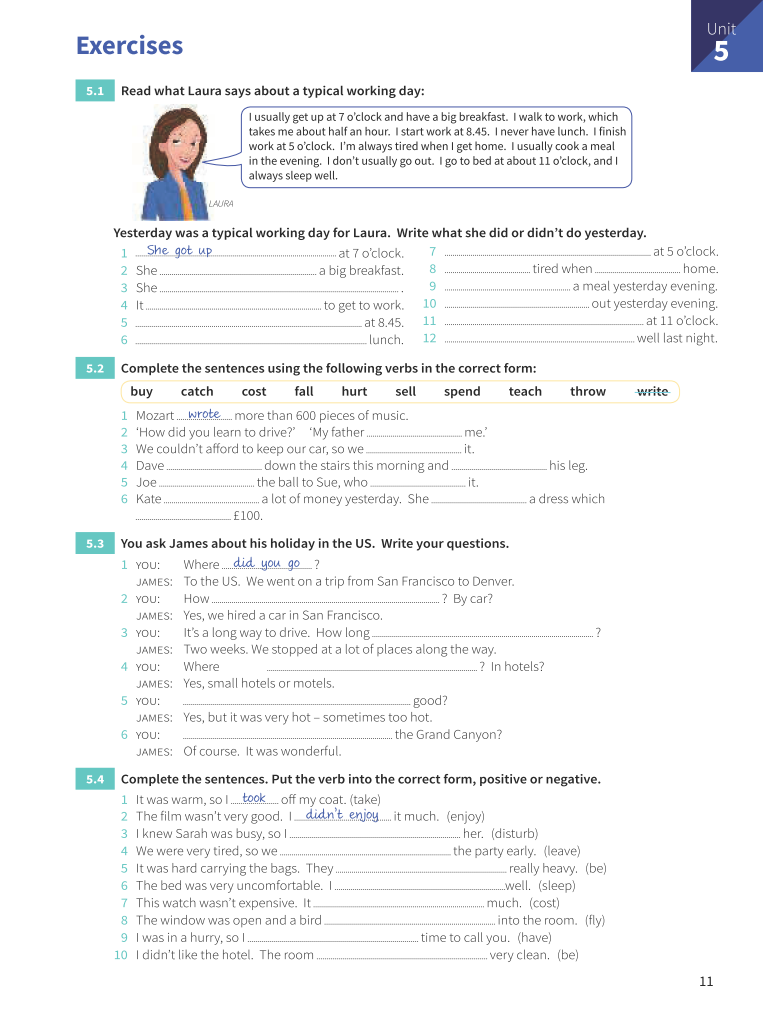 Exercises
Unit
5
5.1 Read what Laura says about a typical working day:
I usually get up at 7 o'clock and have a big breakfast. I walk to work, which
takes me about half an hour. I start work at 8.45. I never have lunch. I finish
work at 5 o'clock. I'm always tired when I get home. I usually cook a meal
in the evening. I don't usually go out. I go to bed at about 11 o'clock, and I
always sleep well.
LAURA
Yesterday was a typical working day for Laura. Write what she did or didn't do yesterday.
1 She got up at 7 o'clock.
2 She ........ a big breakfast.
3 She ........ .
4 It ........ to get to work.
5 ........ at 8.45.
6 ........ lunch.
7 ........ at 5 o'clock.
8 ........ tired when ........ home.
9 ........ a meal yesterday evening.
10 ........ out yesterday evening.
11 ........ at 11 o'clock.
12 ........ well last night.
5.2 Complete the sentences using the following verbs in the correct form:
buy catch cost fall hurt sell spend teach throw write
1 Mozart wrote more than 600 pieces of music.
2 'How did you learn to drive?' 'My father ........ me.'
3 We couldn't afford to keep our car, so we ........ it.
4 Dave ........ down the stairs this morning and ........ his leg.
5 Joe ........ the ball to Sue, who ........ it.
6 Kate ........ a lot of money yesterday. She ........ a dress which
........ £100.
5.3 You ask James about his holiday in the US. Write your questions.
1 YOU: Where did you go ?
JAMES: To the US. We went on a trip from San Francisco to Denver.
2 YOU: How ........ ? By car?
JAMES: Yes, we hired a car in San Francisco.
3 YOU: It's a long way to drive. How long ........ ?
JAMES: Two weeks. We stopped at a lot of places along the way.
4 YOU: Where ........ ? In hotels?
JAMES: Yes, small hotels or motels.
5 YOU: ........ good?
JAMES: Yes, but it was very hot – sometimes too hot.
6 YOU: ........ the Grand Canyon?
JAMES: Of course. It was wonderful.
5.4 Complete the sentences. Put the verb into the correct form, positive or negative.
1 It was warm, so I took off my coat. (take)
2 The film wasn't very good. I didn't enjoy it much. (enjoy)
3 I knew Sarah was busy, so I ........ her. (disturb)
4 We were very tired, so we ........ the party early. (leave)
5 It was hard carrying the bags. They ........ really heavy. (be)
6 The bed was very uncomfortable. I ........ well. (sleep)
7 This watch wasn't expensive. It ........ much. (cost)
8 The window was open and a bird ........ into the room. (fly)
9 I was in a hurry, so I ........ time to call you. (have)
10 I didn't like the hotel. The room ........ very clean. (be)
11